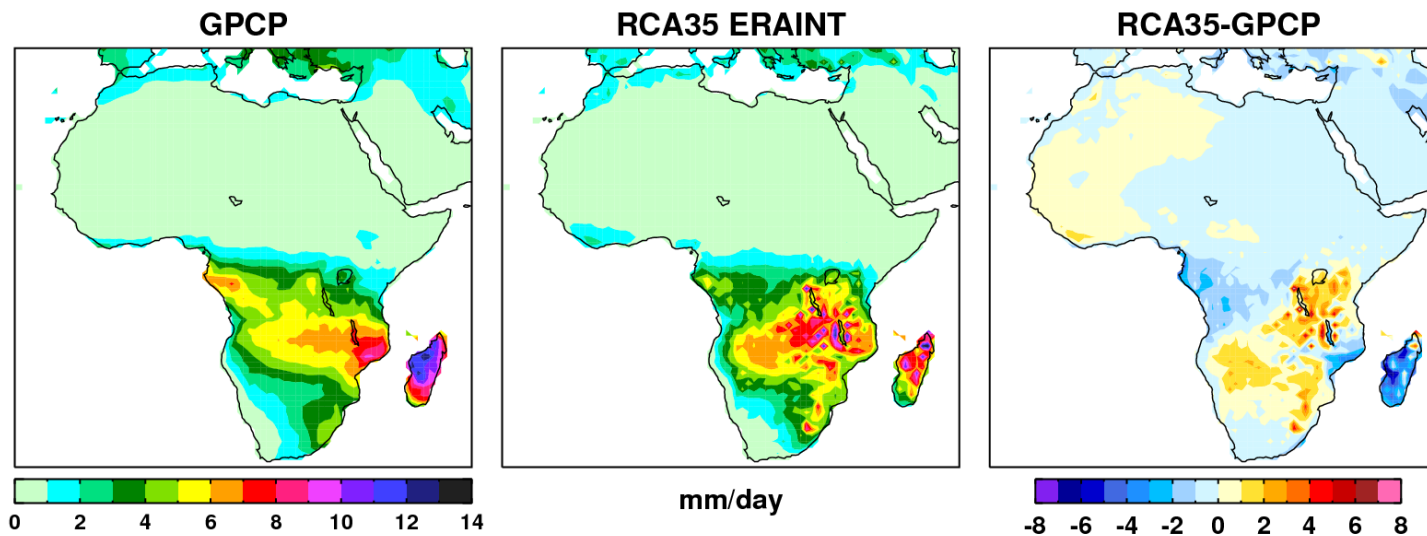 GPCP
RCA35 ERAINT
RCA35-GPCP
0 2 4 6 8 10 12 14
mm/day
-8 -6 -4 -2 0 2 4 6 8